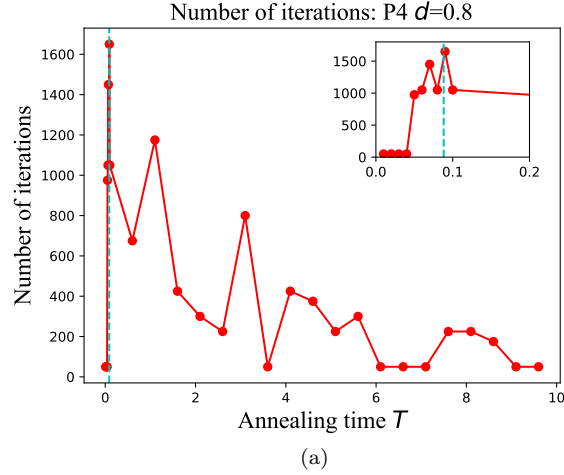 Number of iterations: P4 d=0.8
1600
1400
1200
1000
800
600
400
200
0
Number of iterations
1500
1000
500
0
0.0 0.1 0.2
0 2 4 6 8 10
Annealing time T
(a)